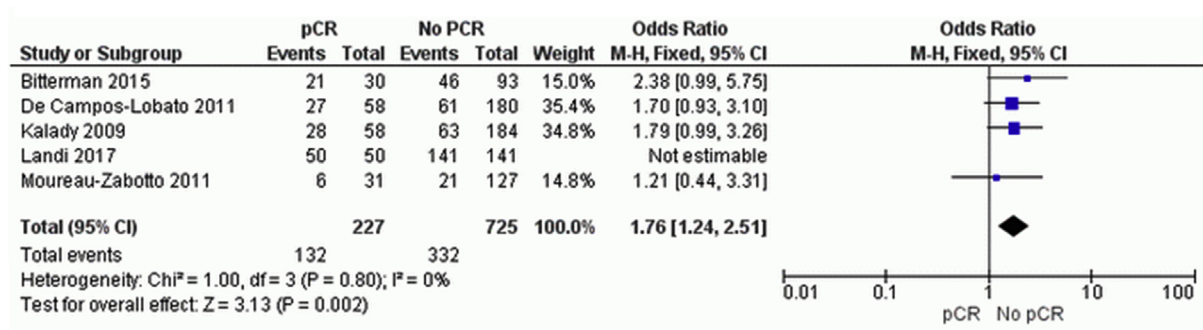 pCR No PCR Odds Ratio Odds Ratio
Study or Subgroup Events Total Events Total Weight M-H, Fixed, 95% CI M-H, Fixed, 95% CI
Bitterman 2015 21 30 46 93 15.0% 2.38 [0.99, 5.75]
De Campos-Lobato 2011 27 58 61 180 35.4% 1.70 [0.93, 3.10]
Kalady 2009 28 58 63 184 34.8% 1.79 [0.99, 3.26]
Landi 2017 50 50 141 141 Not estimable
Moureau-Zabotto 2011 6 31 21 127 14.8% 1.21 [0.44, 3.31]
Total (95% CI) 227 725 100.0% 1.76 [1.24, 2.51]
Total events 132 332
Heterogeneity: Chi² = 1.00, df = 3 (P = 0.80); I² = 0%
Test for overall effect: Z = 3.13 (P = 0.002)
0.01 0.1 1 10 100
pCR No pCR